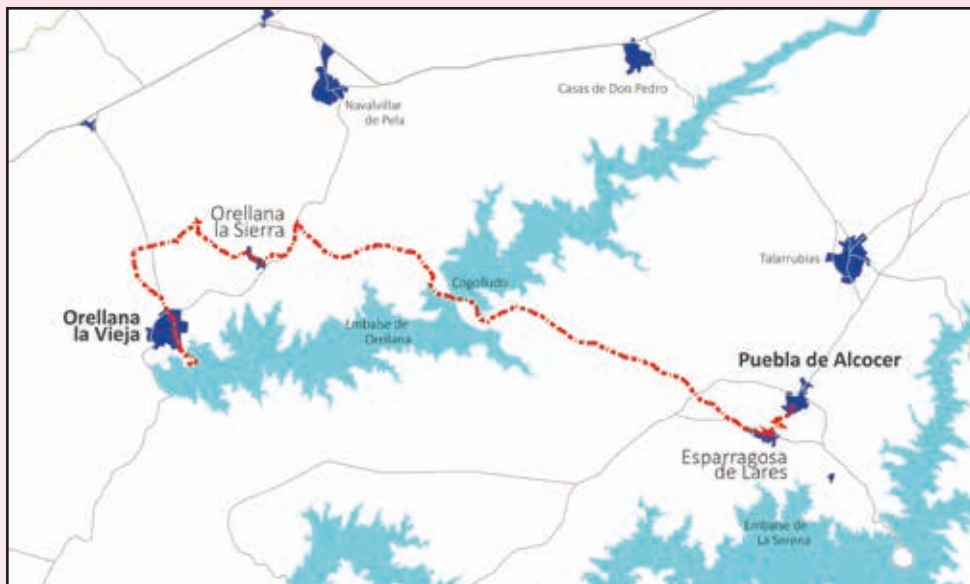 Casas de Don Pedro
Navalvillar
de Pela
Orellana
la Sierra
Talarrubias
Cogolludo
Orellana
la Vieja
Embalse de
Orellana
Puebla de Alcocer
Esparragosa
de Lares
Embalse de
La Serena